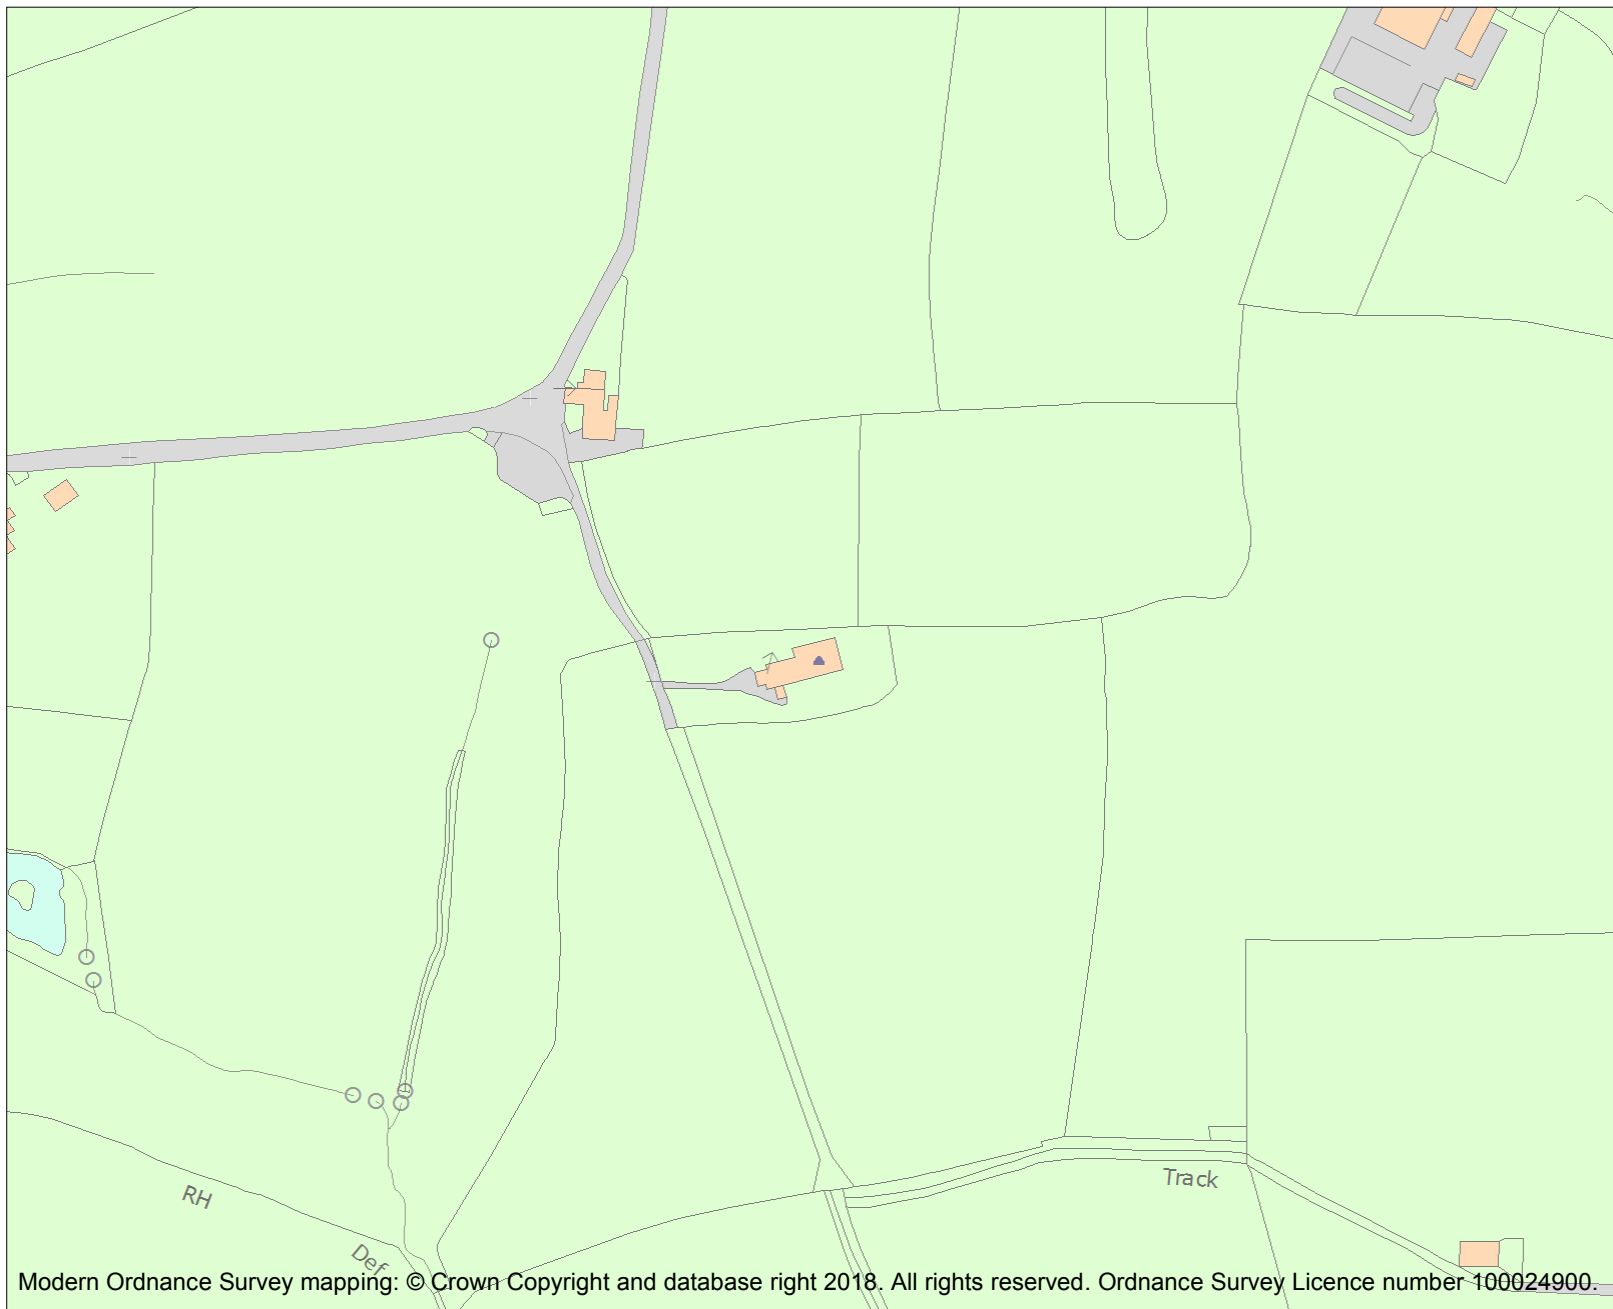 Track
RH
Def
Modern Ordnance Survey mapping: © Crown Copyright and database right 2018. All rights reserved. Ordnance Survey Licence number 100024900.